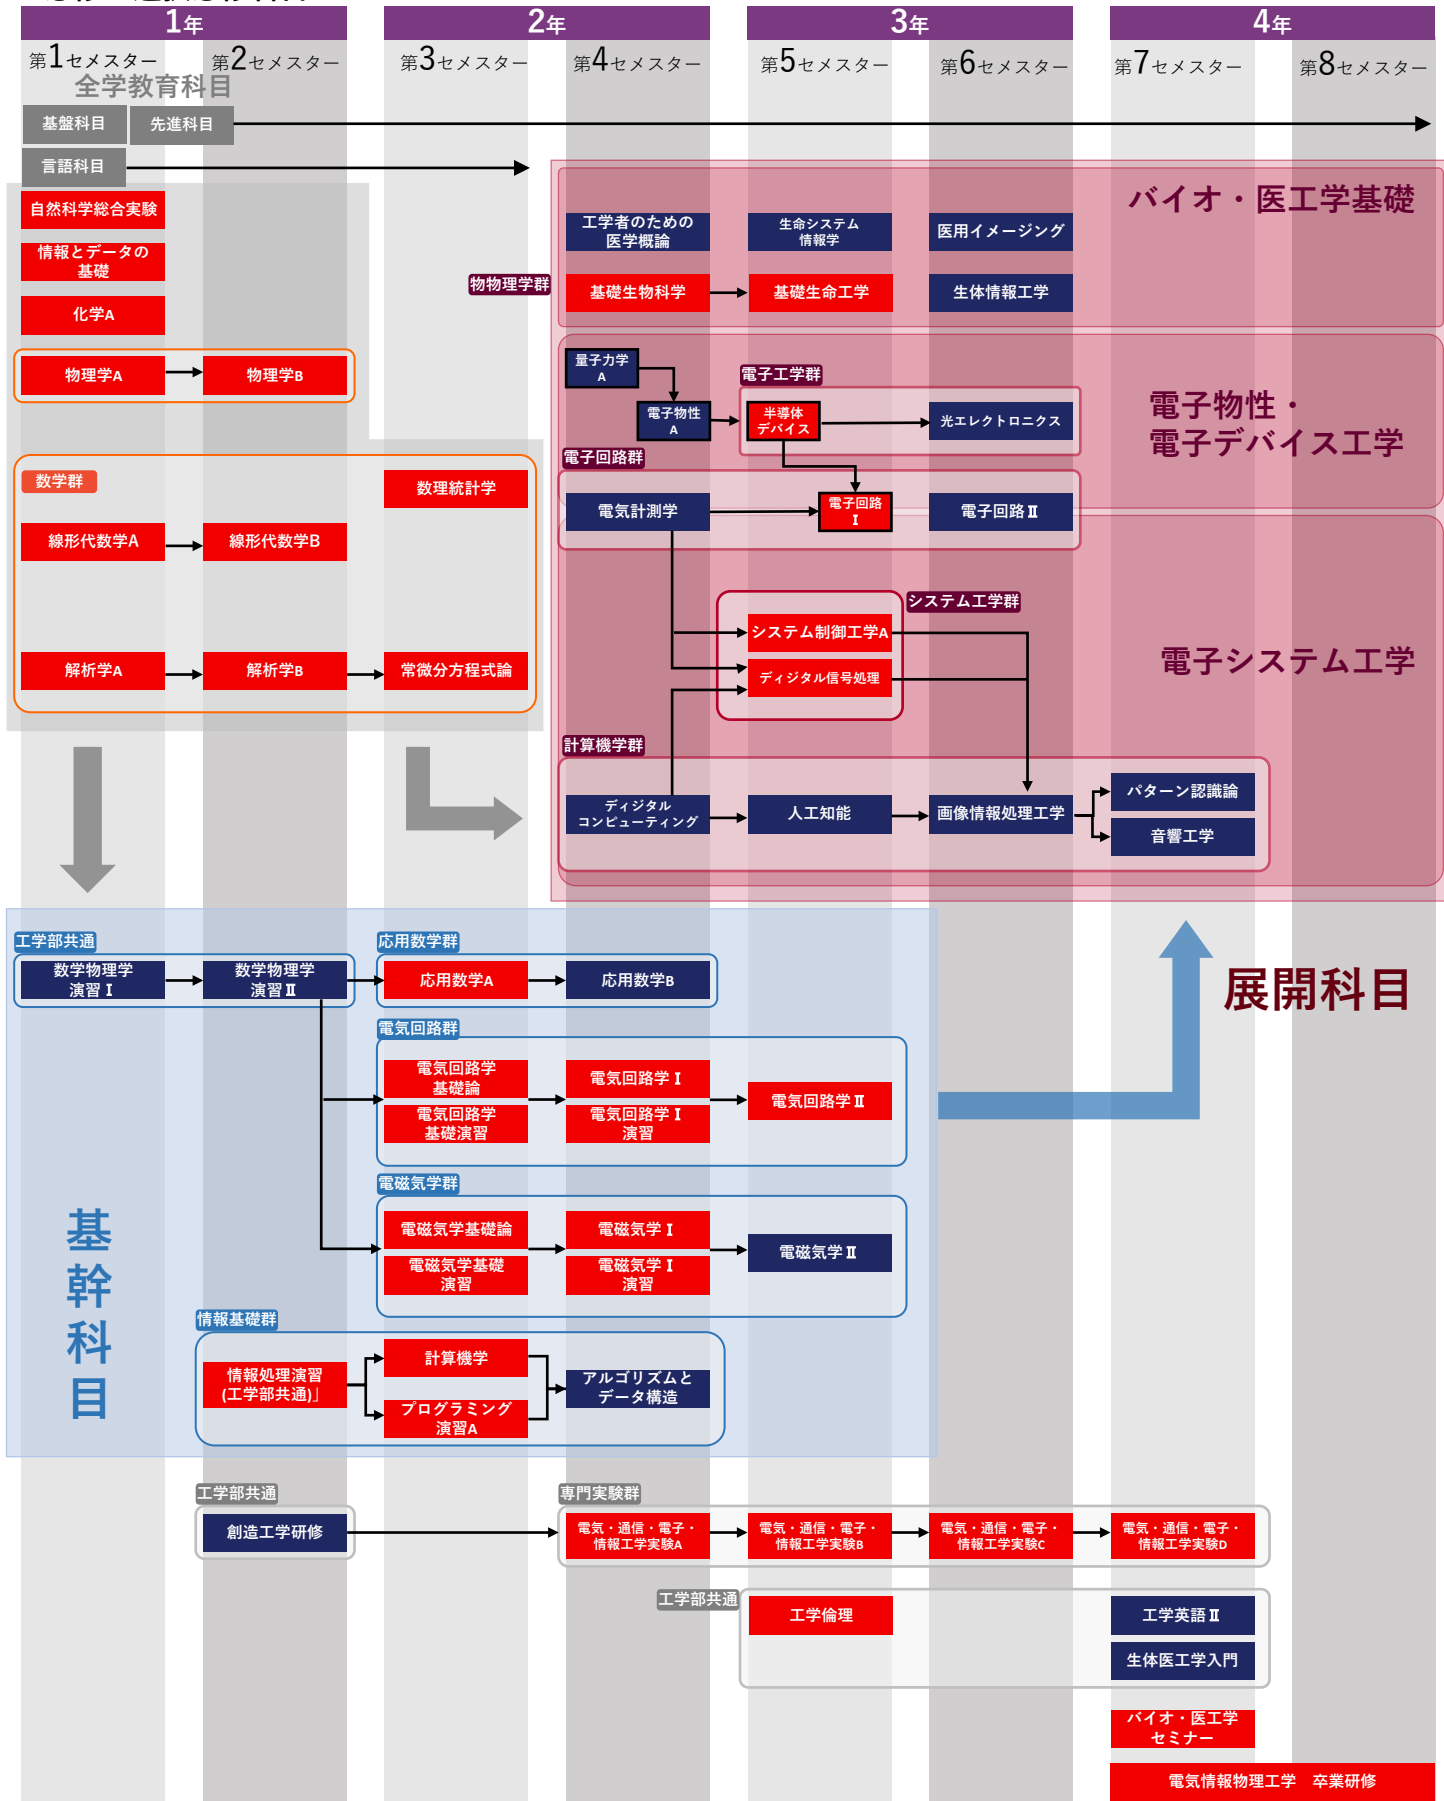 1年
2年
3年
4年
第1セメスター
第2セメスター
第3セメスター
第4セメスター
第5セメスター
第6セメスター
第7セメスター
第8セメスター
全学教育科目
基盤科目
先進科目
言語科目
自然科学総合実験
情報とデータの
基礎
化学A
物理学A
物理学B
数学群
数理統計学
線形代数学A
線形代数学B
解析学A
解析学B
常微分方程式論
バイオ・医工学基礎
工学者のための
医学概論
生命システム
情報学
医用イメージング
物物理学群
基礎生物科学
基礎生命工学
生体情報工学
量子力学
A
電子物性
A
電子工学群
半導体
デバイス
光エレクトロニクス
電子物性・
電子デバイス工学
電子回路群
電気計測学
電子回路
I
電子回路Ⅱ
システム工学群
システム制御工学A
ディジタル信号処理
電子システム工学
計算機学群
ディジタル
コンピューティング
人工知能
画像情報処理工学
パターン認識論
音響工学
工学部共通
数学物理学
演習Ⅰ
数学物理学
演習Ⅱ
応用数学群
応用数学A
応用数学B
展開科目
電気回路群
電気回路学
基礎論
電気回路学Ⅰ
電気回路学Ⅱ
電気回路学
基礎演習
電気回路学Ⅰ
演習
電磁気学群
電磁気学基礎論
電磁気学Ⅰ
電磁気学Ⅱ
電磁気学基礎
演習
電磁気学Ⅰ
演習
基幹科目
情報基礎群
情報処理演習
(工学部共通)」
計算機学
プログラミング
演習A
アルゴリズムと
データ構造
工学部共通
創造工学研修
専門実験群
電気・通信・電子・
情報工学実験A
電気・通信・電子・
情報工学実験B
電気・通信・電子・
情報工学実験C
電気・通信・電子・
情報工学実験D
工学部共通
工学倫理
工学英語Ⅱ
生体医工学入門
バイオ・医工学
セミナー
電気情報物理工学　卒業研修